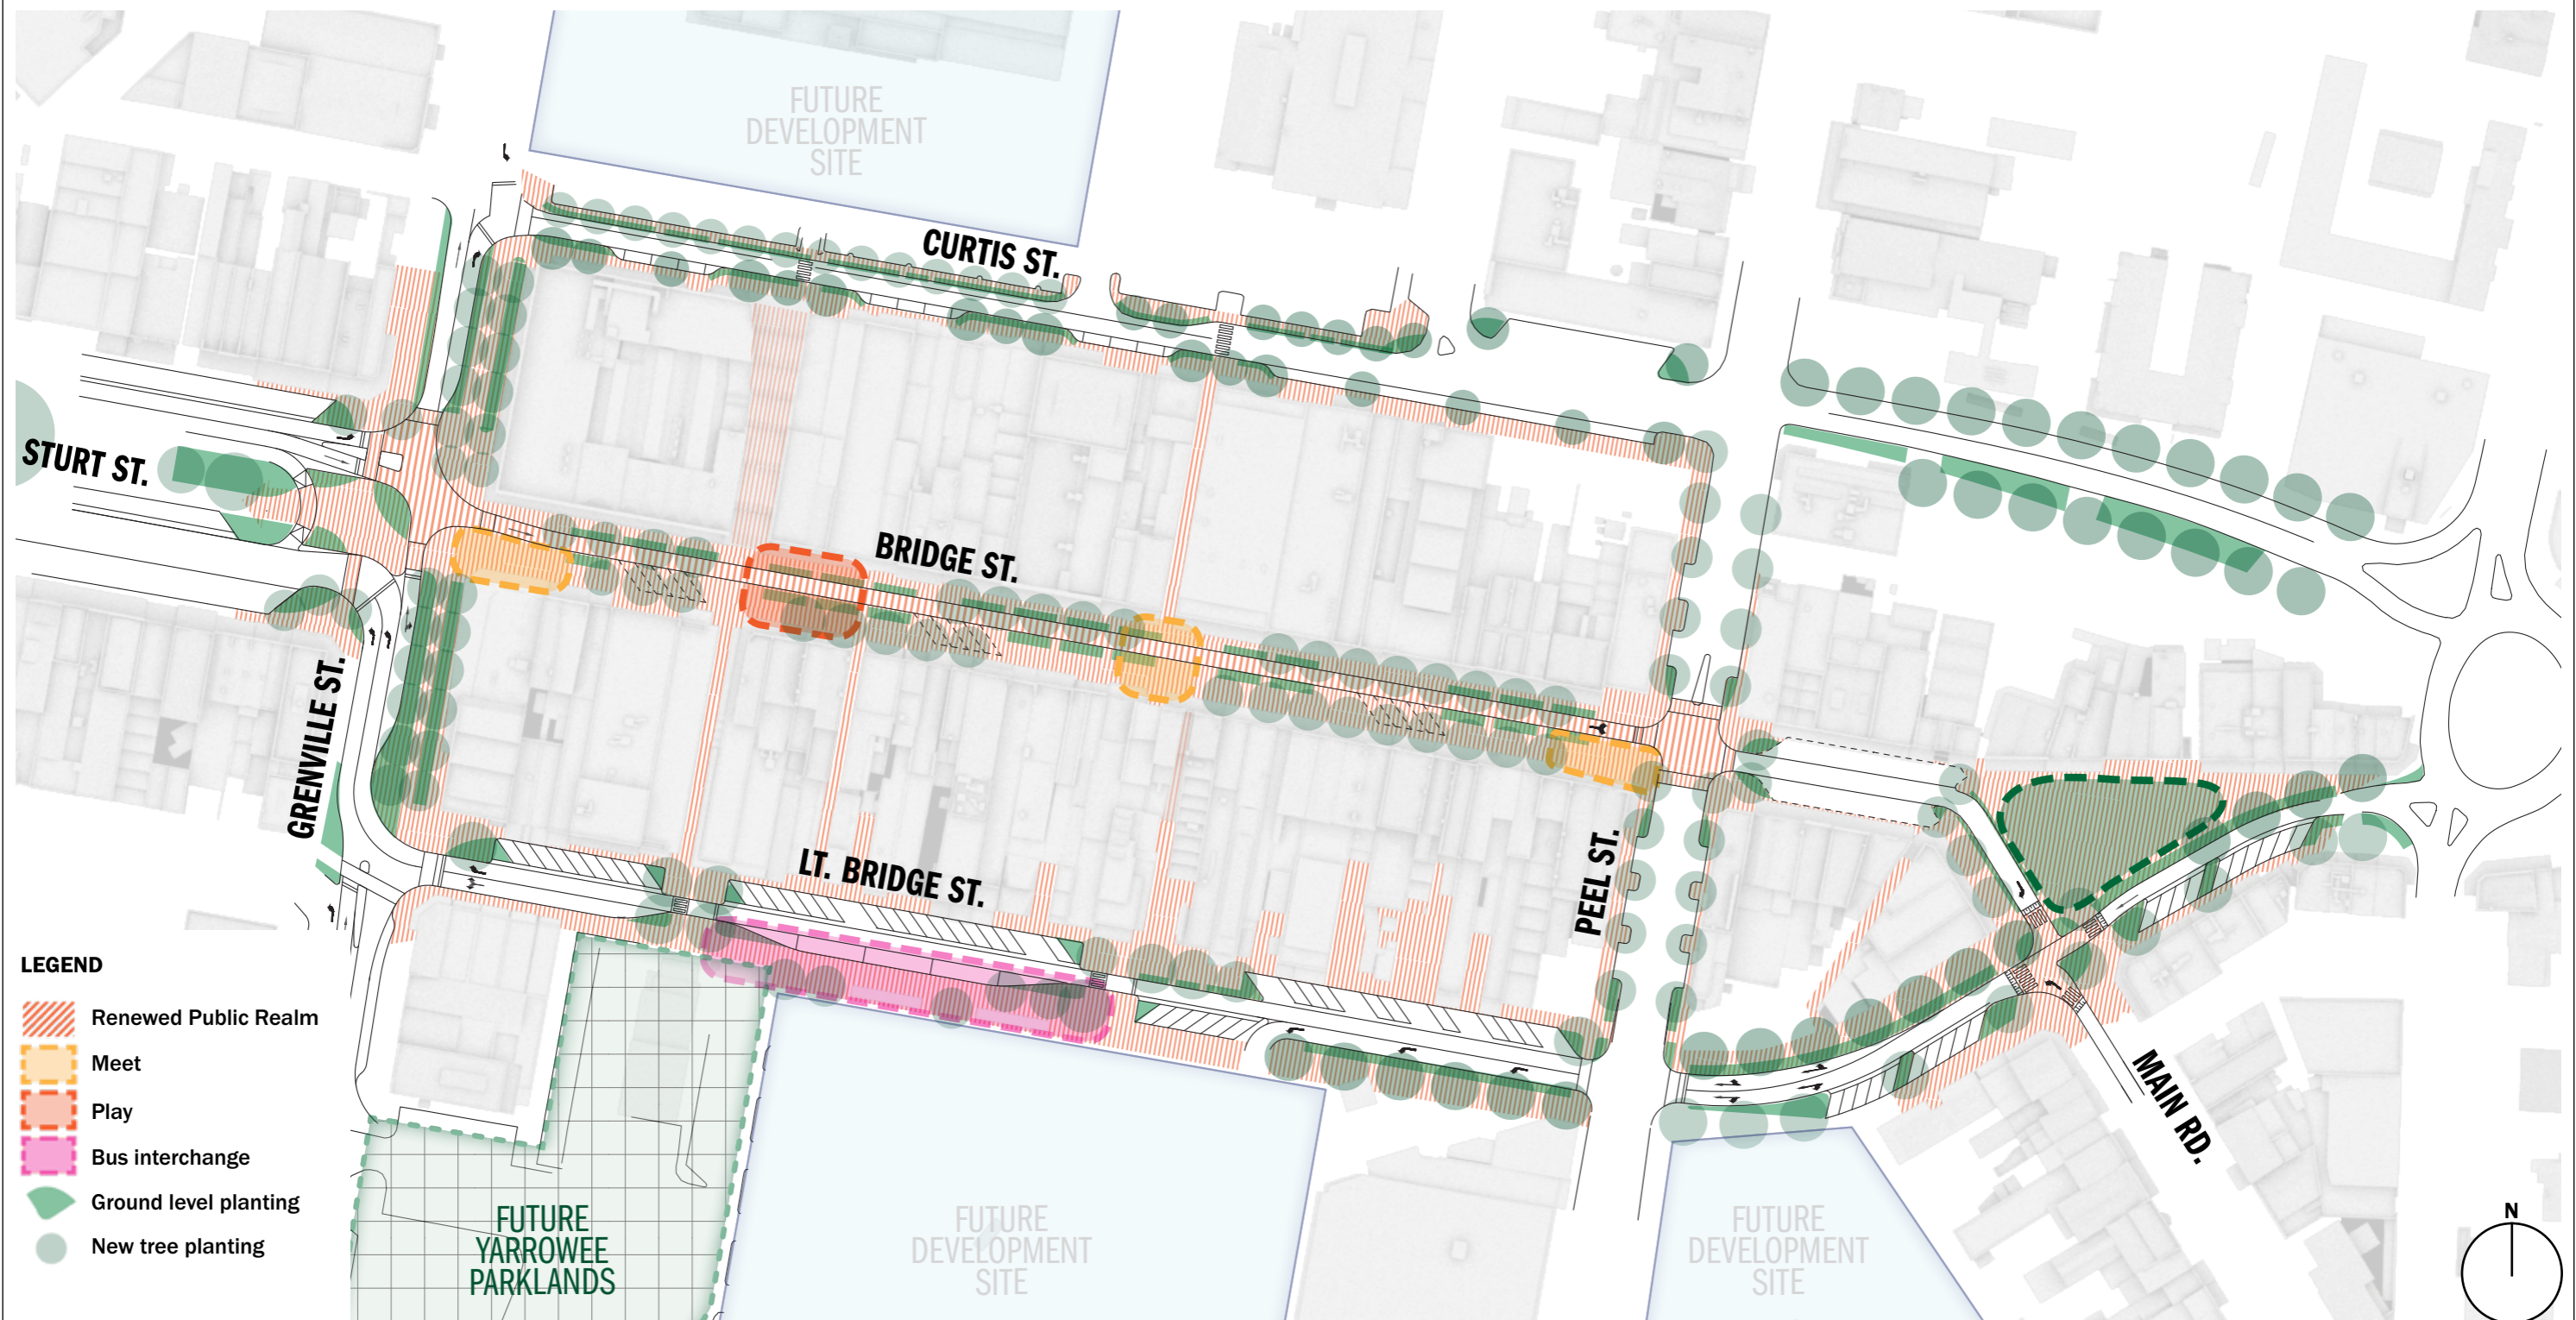 FUTURE
DEVELOPMENT
SITE
CURTIS ST.
STURT ST.
BRIDGE ST.
GRENVILLE ST.
LT. BRIDGE ST.
PEEL ST.
MAIN RD.
LEGEND
Renewed Public Realm
Meet
Play
Bus interchange
Ground level planting
New tree planting
FUTURE
YARROWEE
PARKLANDS
FUTURE
DEVELOPMENT
SITE
FUTURE
DEVELOPMENT
SITE
N